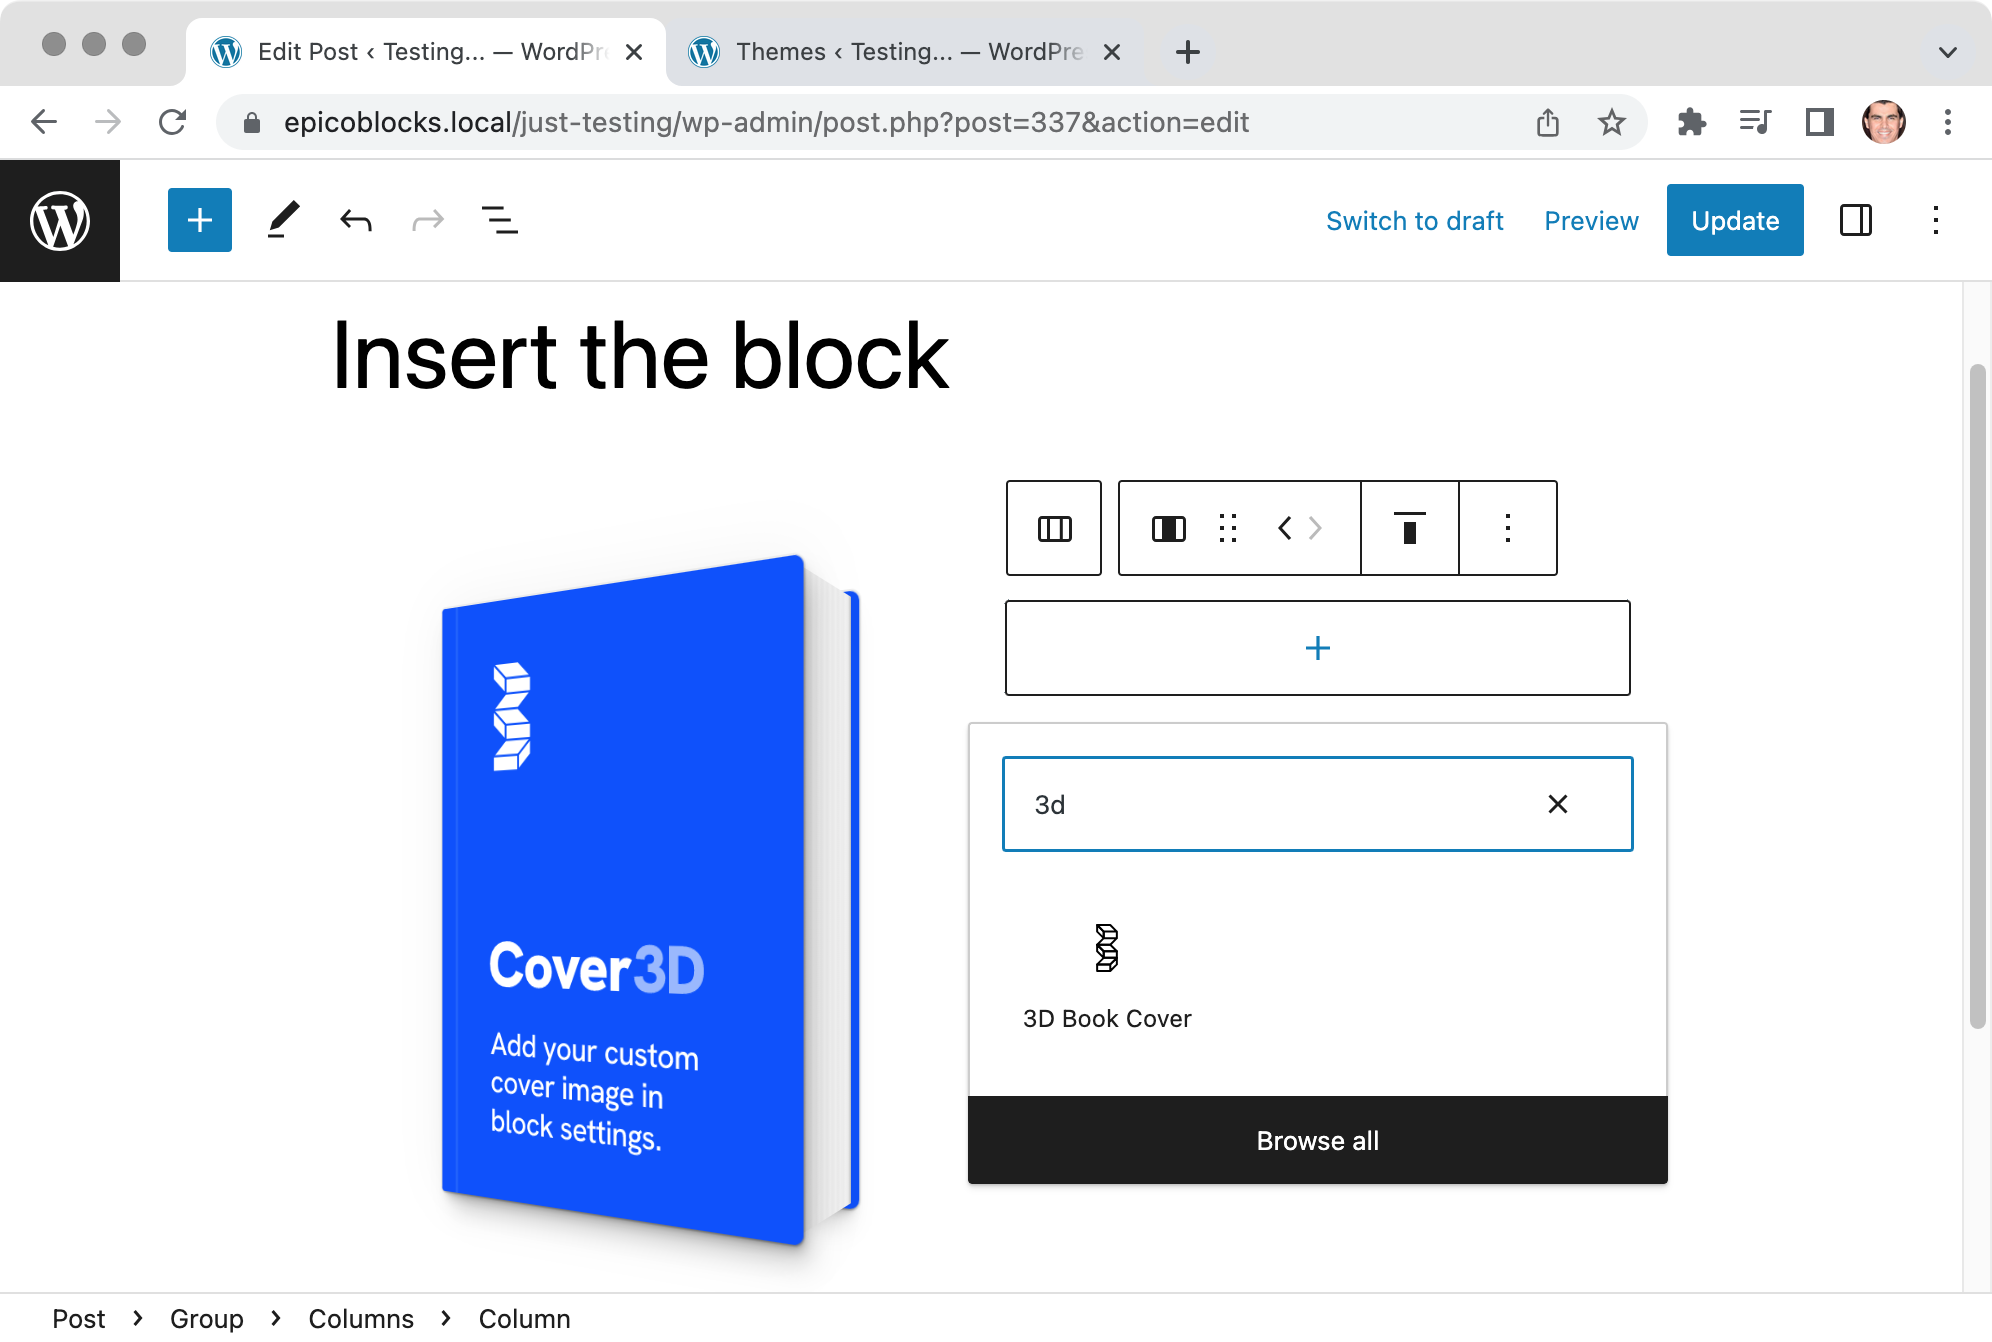 Edit Post ‹ Testing... — WordPre
Themes ‹ Testing... — WordPre
epicoblocks.local/just-testing/wp-admin/post.php?post=337&action=edit
Switch to draft
Preview
Update
Insert the block
3d
3D Book Cover
Browse all
Cover3D
Add your custom
cover image in
block settings.
Post › Group › Columns › Column